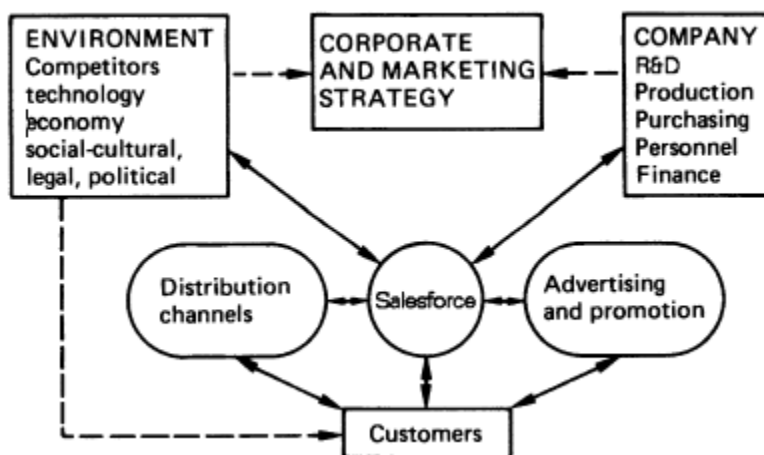 ENVIRONMENT
Competitors
technology
economy
social-cultural,
legal, political
CORPORATE
AND MARKETING
STRATEGY
COMPANY
R&D
Production
Purchasing
Personnel
Finance
Distribution
channels
Salesforce
Advertising
and promotion
Customers